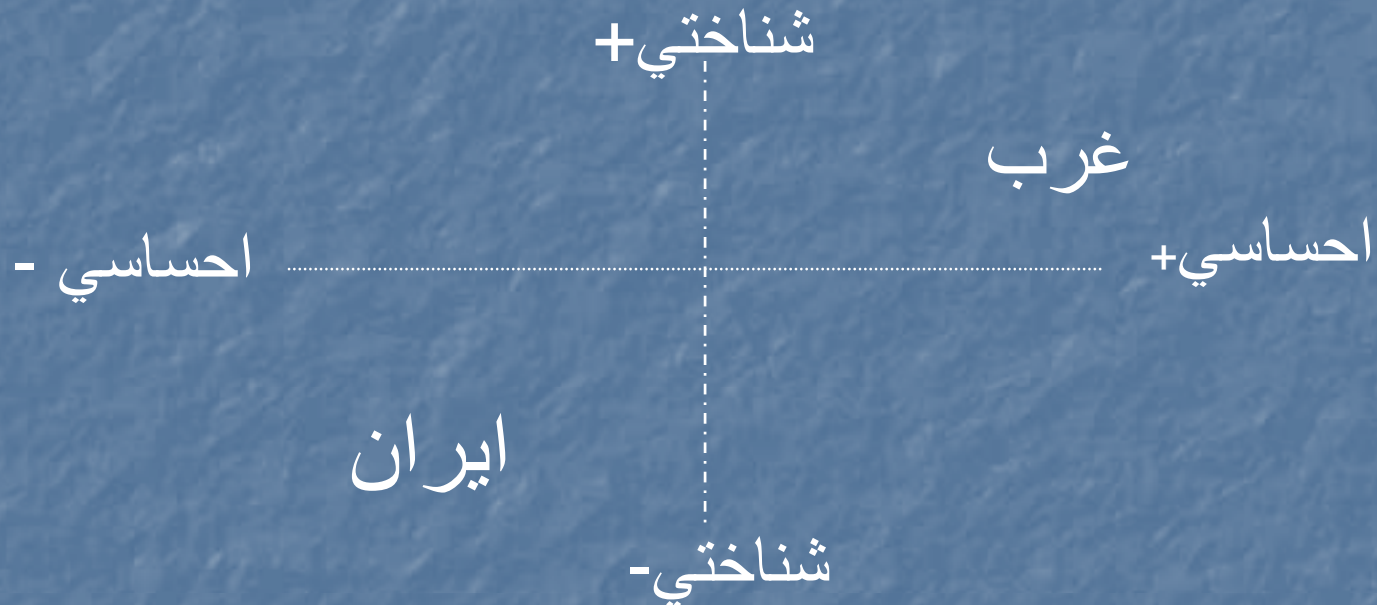 شناختي+
غرب
احساسي+
احساسي -
ايران
شناختي-